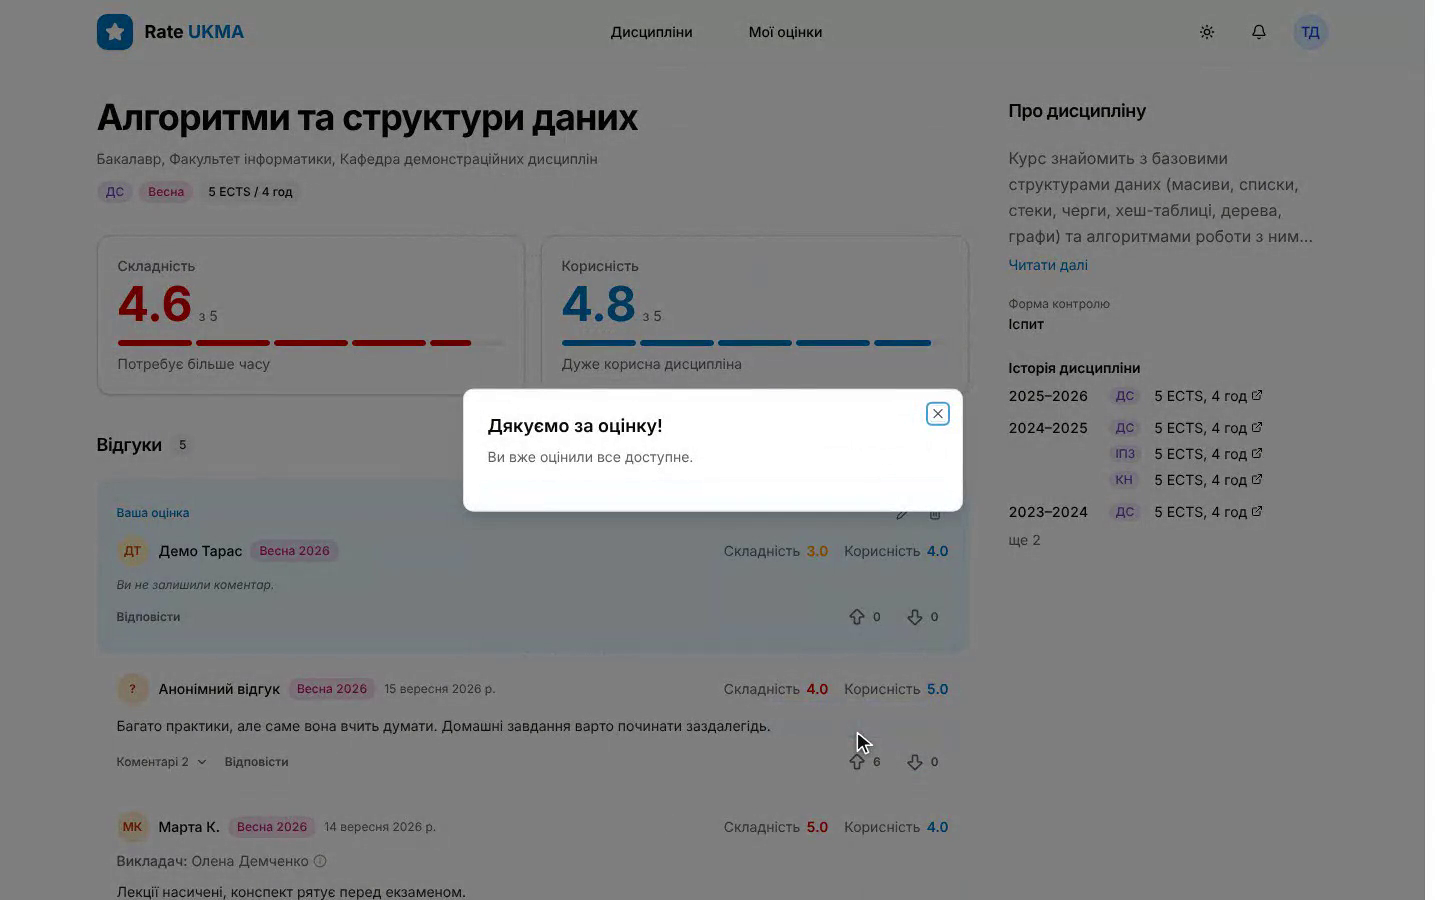 Rate UKMA
Дисципліни
Мої оцінки
ТД
Алгоритми та структури даних
Бакалавр, Факультет інформатики, Кафедра демонстраційних дисциплін
ДС Весна 5 ECTS / 4 год
Складність
4.6 з 5
Потребує більше часу
Корисність
4.8 з 5
Дуже корисна дисципліна
Дякуємо за оцінку!
Ви вже оцінили все доступне.
Відгуки 5
Ваша оцінка
ДТ Демо Тарас Весна 2026 Складність 3.0 Корисність 4.0
Ви не залишили коментар.
Відповісти 0 0
? Анонімний відгук Весна 2026 15 вересня 2026 р. Складність 4.0 Корисність 5.0
Багато практики, але саме вона вчить думати. Домашні завдання варто починати заздалегідь.
Коментарі 2 Відповісти 6 0
МК Марта К. Весна 2026 14 вересня 2026 р. Складність 5.0 Корисність 4.0
Викладач: Олена Демченко
Лекції насичені, конспект рятує перед екзаменом.
Про дисципліну
Курс знайомить з базовими
структурами даних (масиви, списки,
стеки, черги, хеш-таблиці, дерева,
графи) та алгоритмами роботи з ним...
Читати далі
Форма контролю
Іспит
Історія дисципліни
2025–2026 ДС 5 ECTS, 4 год
2024–2025 ДС 5 ECTS, 4 год
ІПЗ 5 ECTS, 4 год
КН 5 ECTS, 4 год
2023–2024 ДС 5 ECTS, 4 год
ще 2